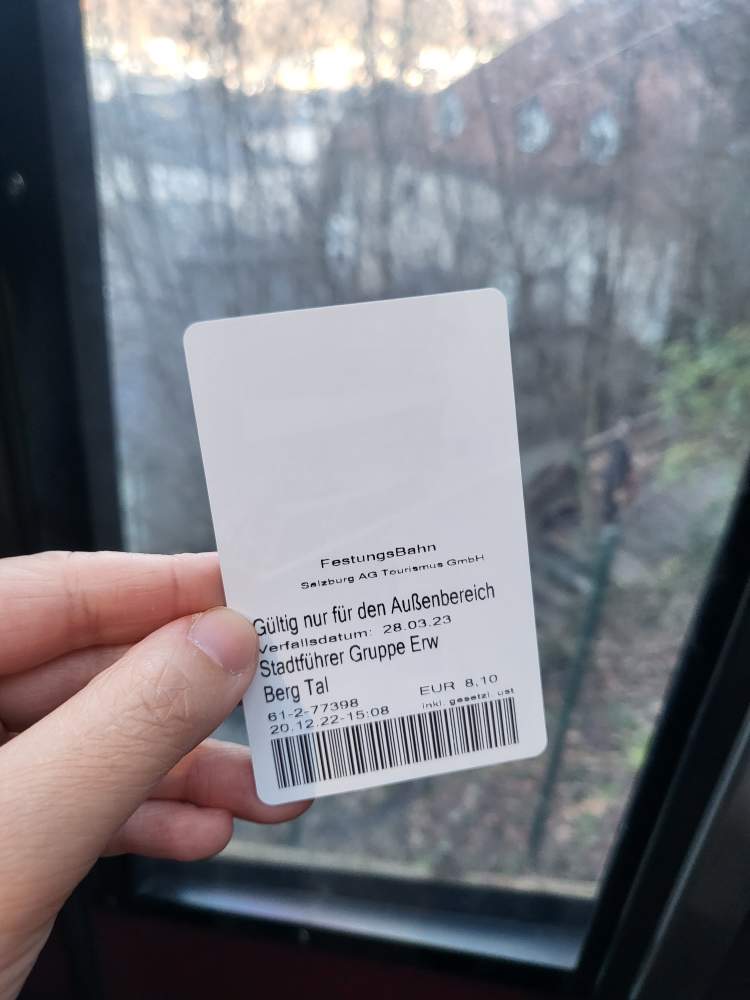 FestungsBahn
Salzburg AG Tourismus GmbH
Gültig nur für den Außenbereich
Verfallsdatum: 28.03.23
Stadtführer Gruppe Erw
Berg Tal
61-2-77398 EUR 8,10
20.12.22-15:08 inkl. gesetzl. ust